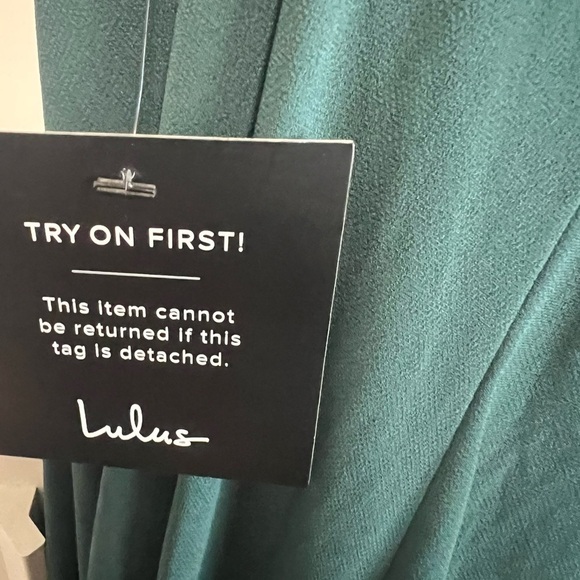 TRY ON FIRST!
This item cannot
be returned if this
tag is detached.
Lulus